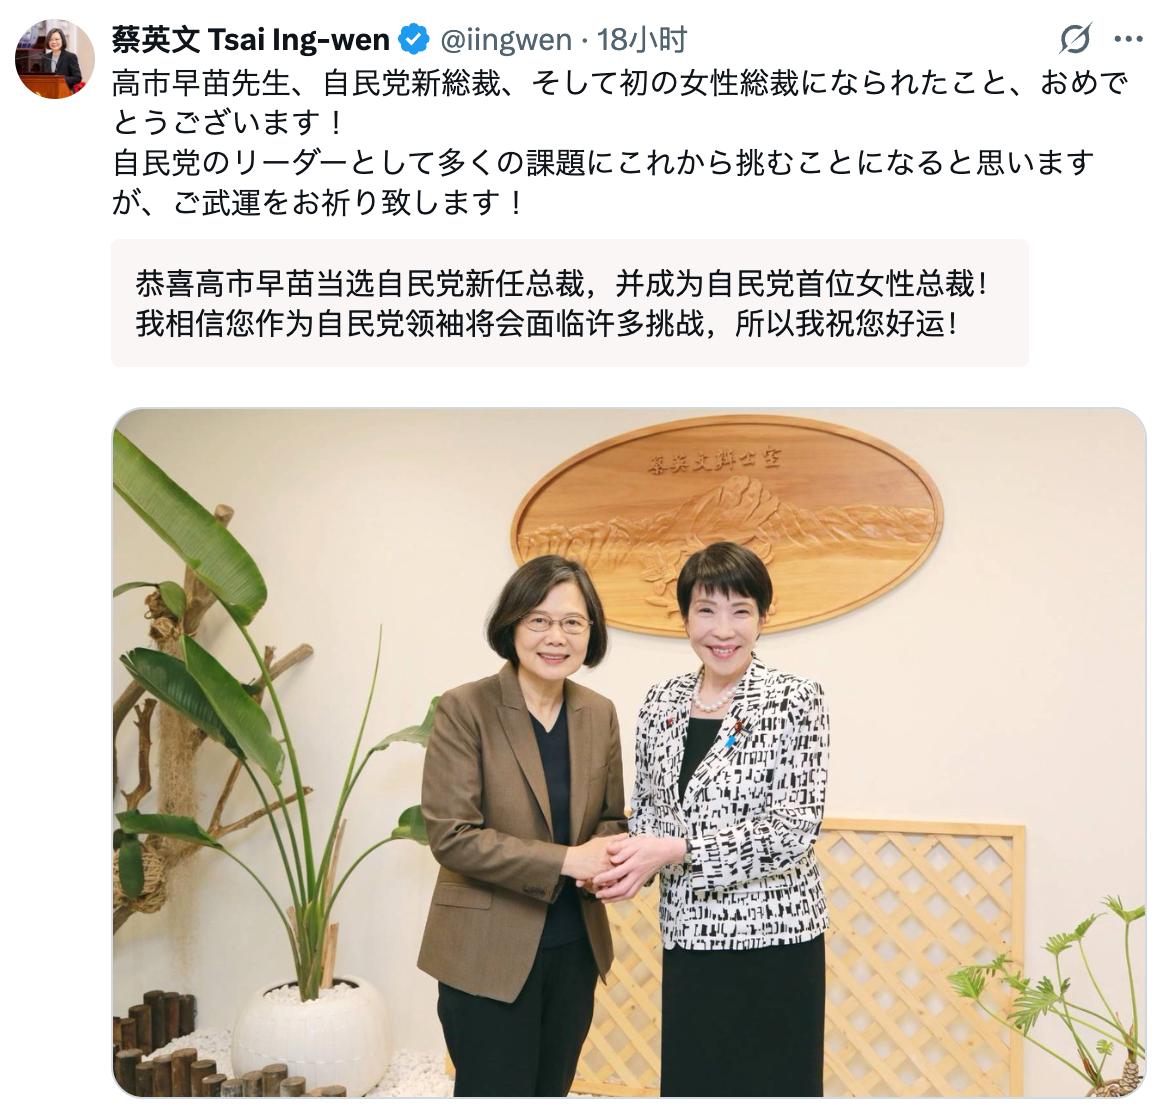 蔡英文 Tsai Ing-wen @iingwen · 18小时
高市早苗先生、自民党新総裁、そして初の女性総裁になられたこと、おめで
とうございます！
自民党のリーダーとして多くの課題にこれから挑むことになると思います
が、ご武運をお祈り致します！
恭喜高市早苗当选自民党新任总裁，并成为自民党首位女性总裁！
我相信您作为自民党领袖将会面临许多挑战，所以我祝您好运！
蔡英文辦公室